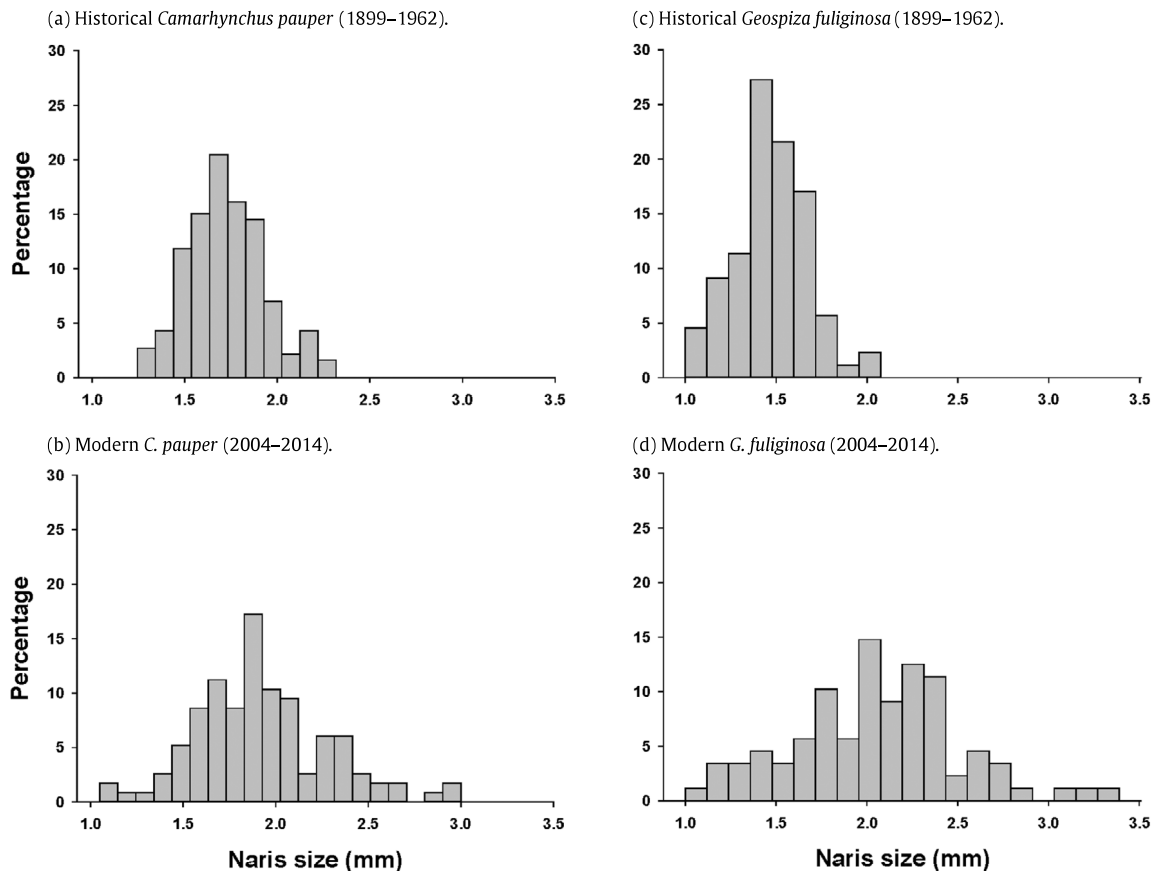 (a) Historical Camarhynchus pauper (1899–1962).
30
25
20
15
10
5
0
Percentage
1.0 1.5 2.0 2.5 3.0 3.5
(c) Historical Geospiza fuliginosa (1899–1962).
30
25
20
15
10
5
0
1.0 1.5 2.0 2.5 3.0 3.5
(b) Modern C. pauper (2004–2014).
30
25
20
15
10
5
0
Percentage
1.0 1.5 2.0 2.5 3.0 3.5
Naris size (mm)
(d) Modern G. fuliginosa (2004–2014).
30
25
20
15
10
5
0
1.0 1.5 2.0 2.5 3.0 3.5
Naris size (mm)